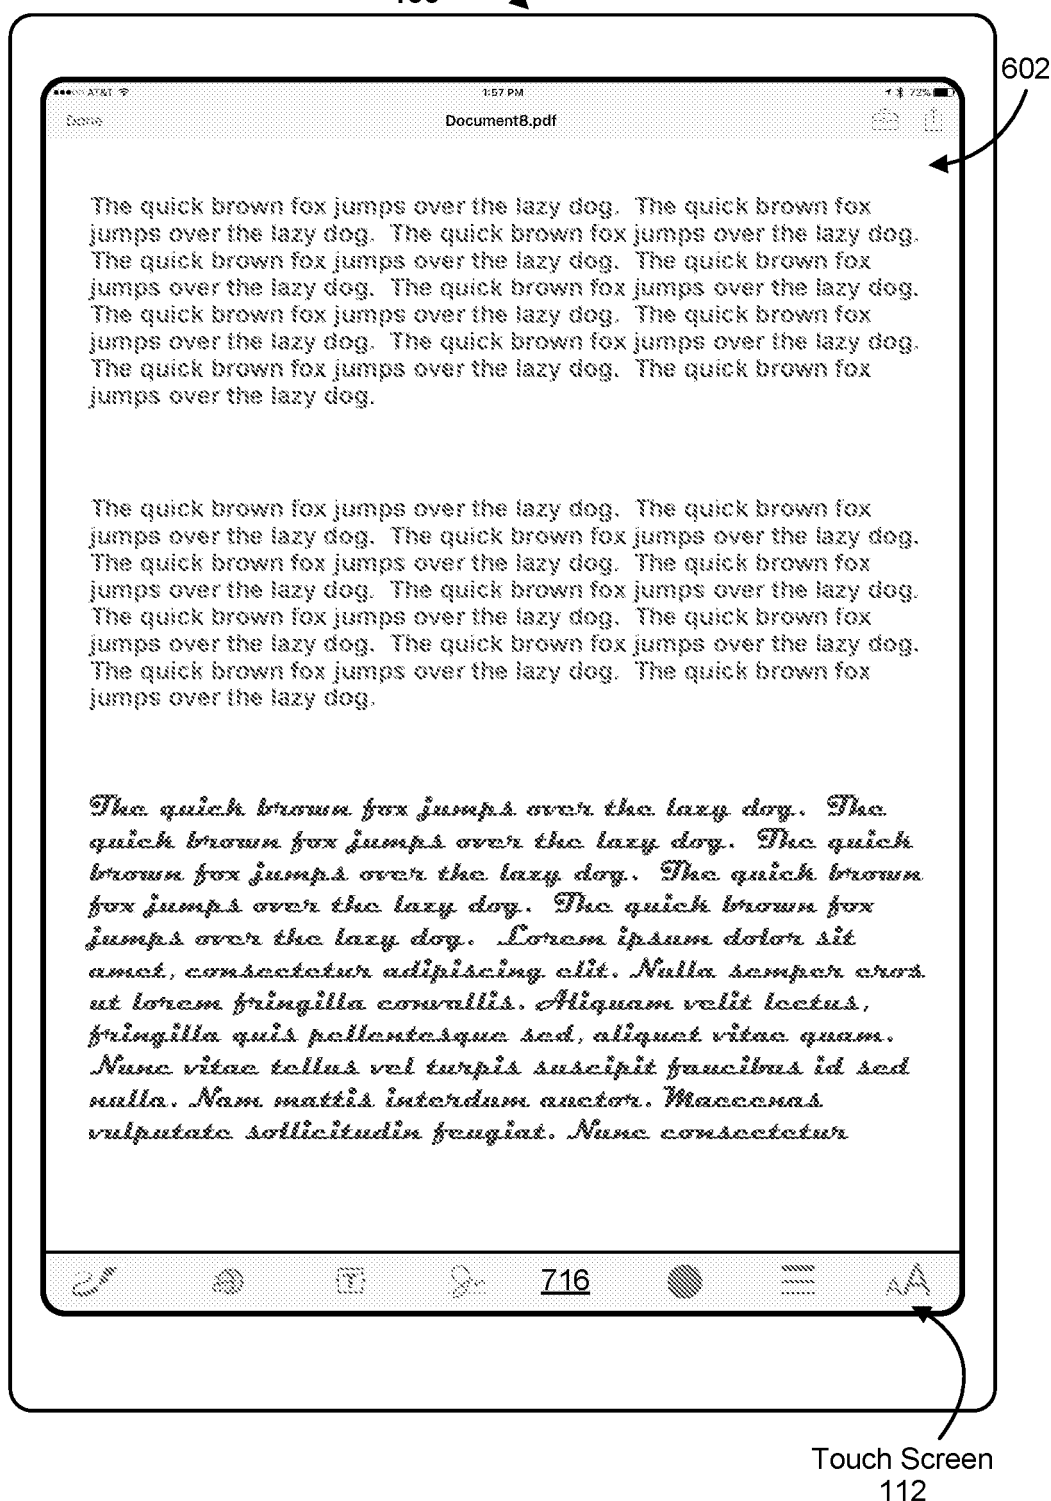 602
AT&T 1:57 PM 72%
Done Document8.pdf
The quick brown fox jumps over the lazy dog. The quick brown fox
jumps over the lazy dog. The quick brown fox jumps over the lazy dog.
The quick brown fox jumps over the lazy dog. The quick brown fox
jumps over the lazy dog. The quick brown fox jumps over the lazy dog.
The quick brown fox jumps over the lazy dog. The quick brown fox
jumps over the lazy dog. The quick brown fox jumps over the lazy dog.
The quick brown fox jumps over the lazy dog. The quick brown fox
jumps over the lazy dog.
The quick brown fox jumps over the lazy dog. The quick brown fox
jumps over the lazy dog. The quick brown fox jumps over the lazy dog.
The quick brown fox jumps over the lazy dog. The quick brown fox
jumps over the lazy dog. The quick brown fox jumps over the lazy dog.
The quick brown fox jumps over the lazy dog. The quick brown fox
jumps over the lazy dog. The quick brown fox jumps over the lazy dog.
The quick brown fox jumps over the lazy dog. The quick brown fox
jumps over the lazy dog.
The quick brown fox jumps over the lazy dog. The
quick brown fox jumps over the lazy dog. The quick
brown fox jumps over the lazy dog. The quick brown
fox jumps over the lazy dog. The quick brown fox
jumps over the lazy dog. Lorem ipsum dolor sit
amet, consectetur adipiscing elit. Nulla semper eros
ut lorem fringilla convallis. Aliquam velit lectus,
fringilla quis pellentesque sed, aliquet vitae quam.
Nunc vitae tellus vel turpis suscipit faucibus id sed
nulla. Nam mattis interdum auctor. Maecenas
vulputate sollicitudin feugiat. Nunc consectetur
T 716 AA
Touch Screen
112